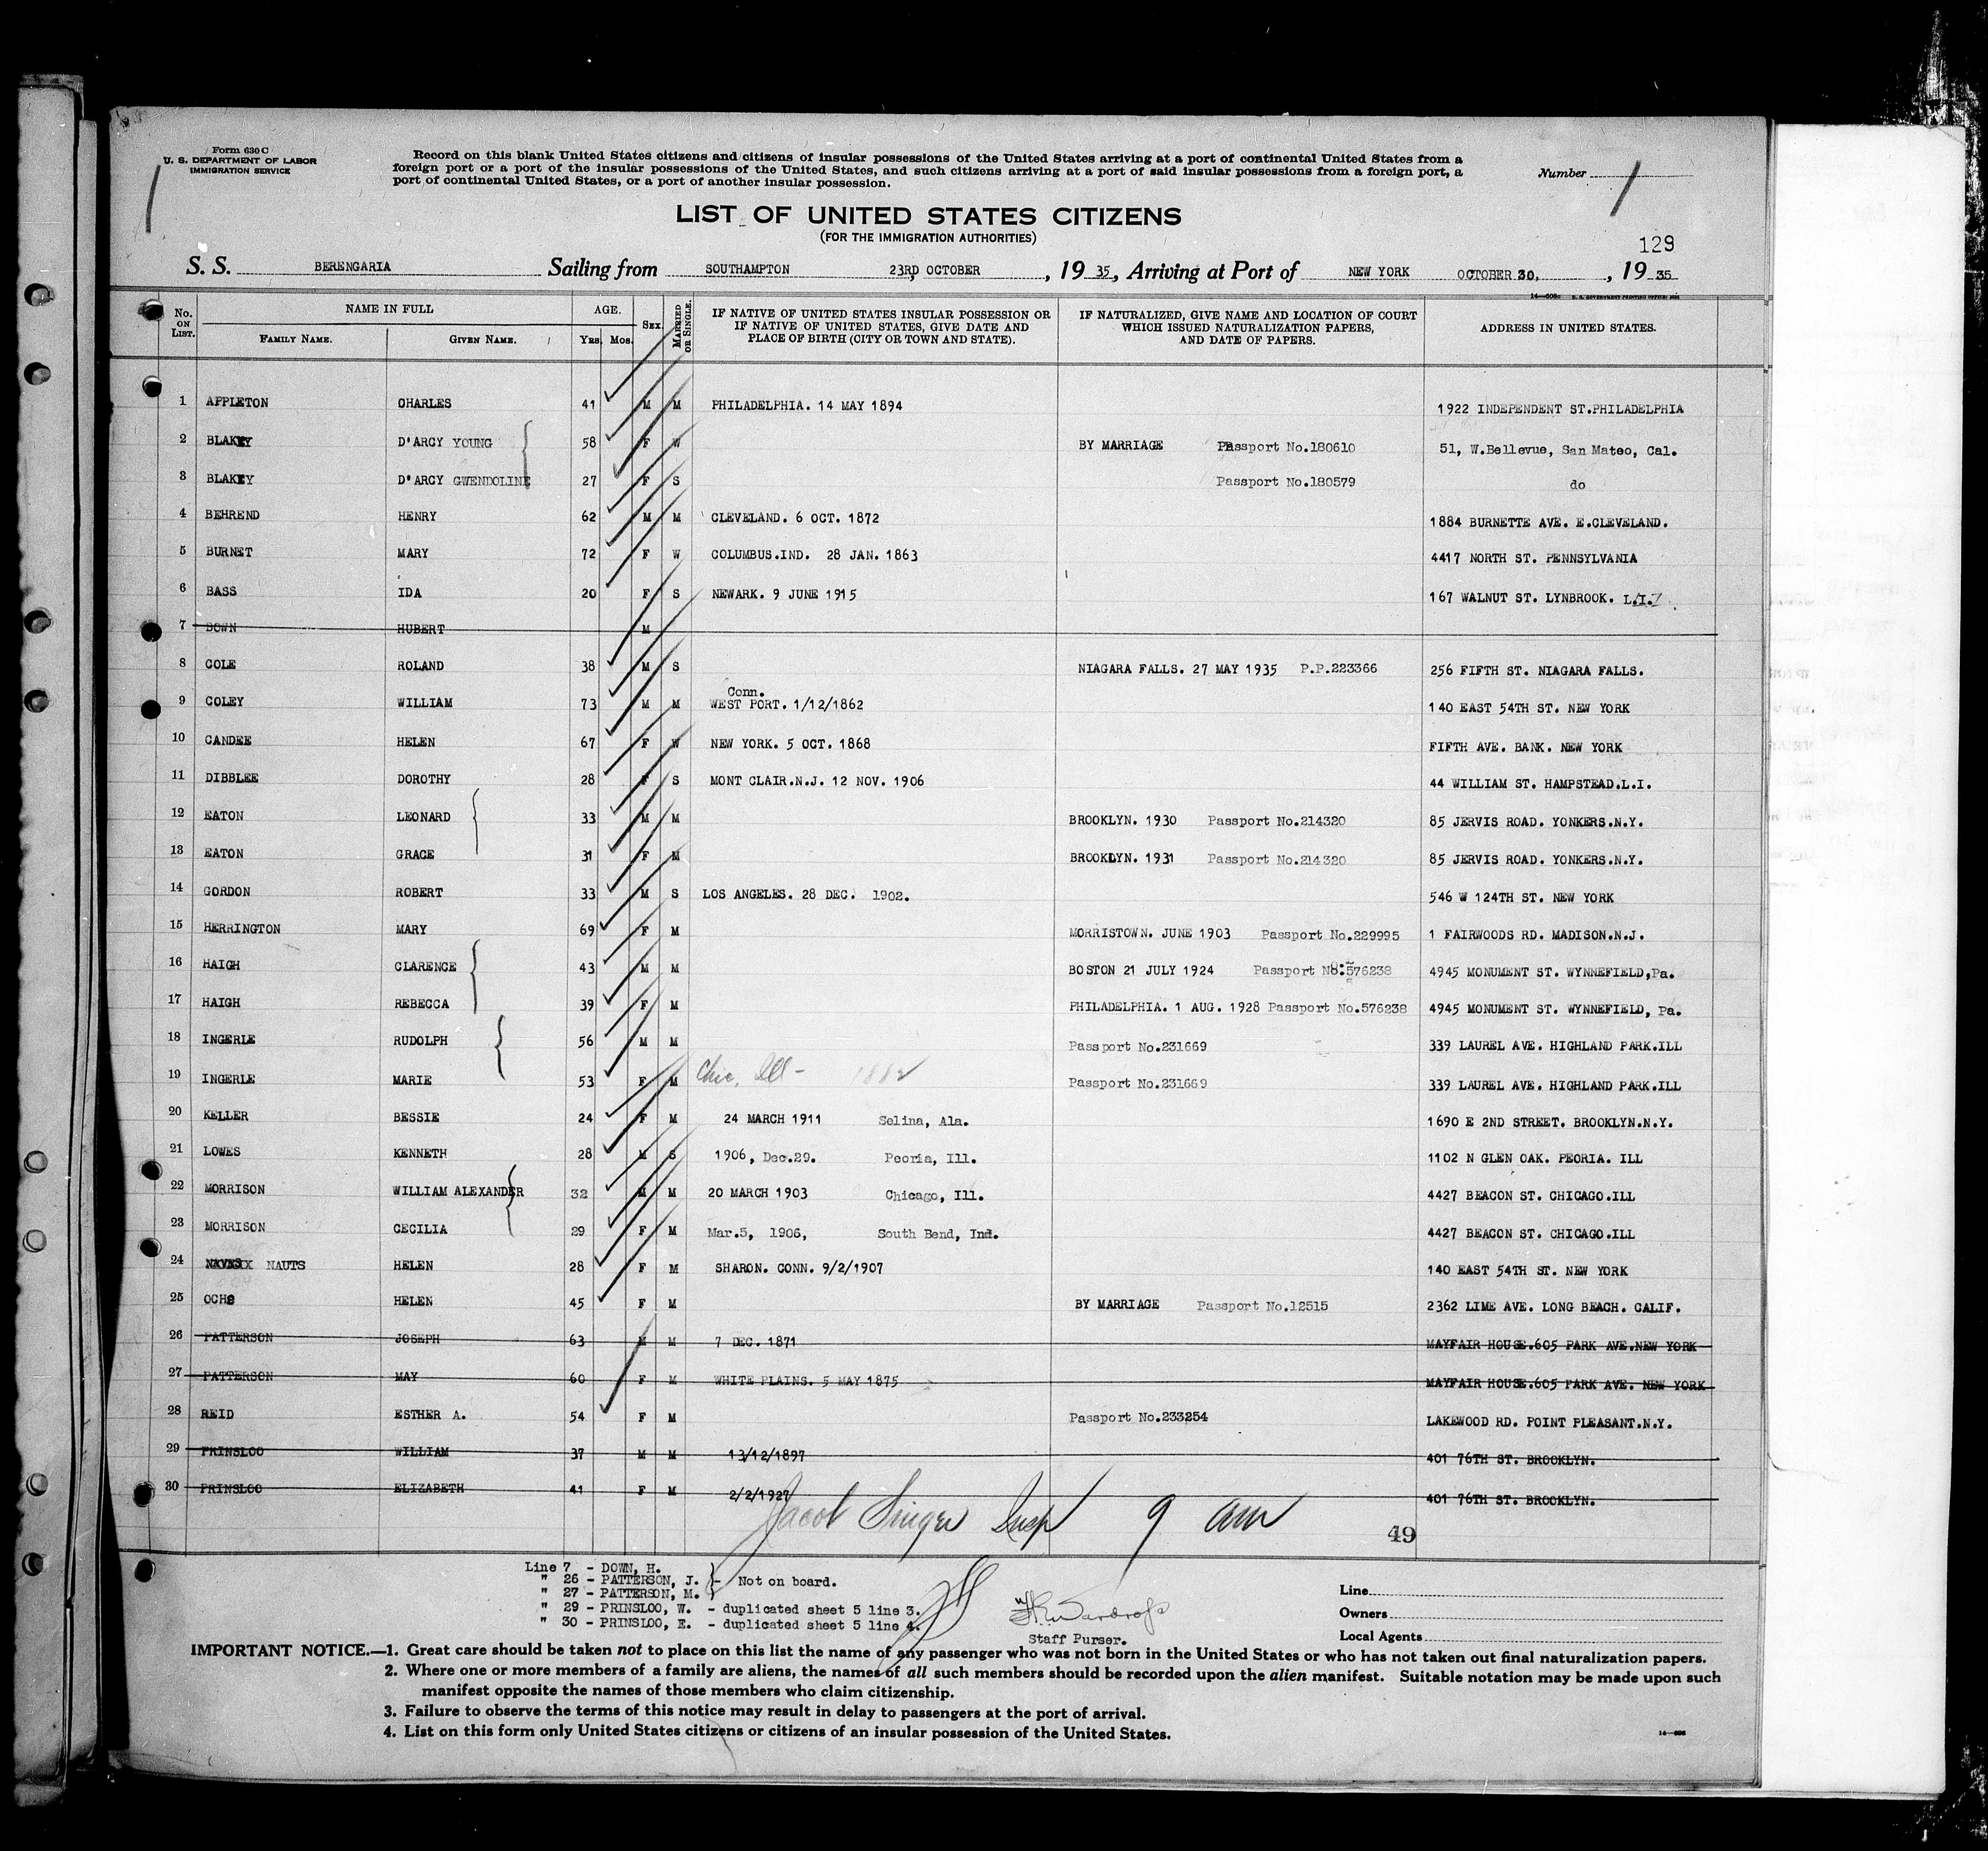 Form 630 C
U. S. DEPARTMENT OF LABOR
IMMIGRATION SERVICE
Record on this blank United States citizens and citizens of insular possessions of the United States arriving at a port of continental United States from a
foreign port or a port of the insular possessions of the United States, and such citizens arriving at a port of said insular possessions from a foreign port, a
port of continental United States, or a port of another insular possession.
Number 1
LIST OF UNITED STATES CITIZENS
(FOR THE IMMIGRATION AUTHORITIES)
129
S. S. BERENGARIA Sailing from SOUTHAMPTON 23RD OCTOBER, 19 35, Arriving at Port of NEW YORK OCTOBER 30, 19 35
No. ON LIST. NAME IN FULL AGE. SEX. MARRIED OR SINGLE. IF NATIVE OF UNITED STATES INSULAR POSSESSION OR IF NATIVE OF UNITED STATES, GIVE DATE AND PLACE OF BIRTH (CITY OR TOWN AND STATE). IF NATURALIZED, GIVE NAME AND LOCATION OF COURT WHICH ISSUED NATURALIZATION PAPERS, AND DATE OF PAPERS. ADDRESS IN UNITED STATES.
FAMILY NAME. GIVEN NAME. Yrs. Mos.
1 APPLETON CHARLES 41 M M PHILADELPHIA. 14 MAY 1894 1922 INDEPENDENT ST.PHILADELPHIA
2 BLAKEY D'ARCY YOUNG 58 F W BY MARRIAGE Passport No.180610 51, W.Bellevue, San Mateo, Cal.
3 BLAKEY D'ARCY GWENDOLINE 27 F S Passport No.180579 do
4 BEHREND HENRY 62 M M CLEVELAND. 6 OCT. 1872 1884 BURNETTE AVE. E.CLEVELAND.
5 BURNET MARY 72 F W COLUMBUS.IND. 28 JAN. 1863 4417 NORTH ST. PENNSYLVANIA
6 BASS IDA 20 F S NEWARK. 9 JUNE 1915 167 WALNUT ST. LYNBROOK. L.I.
7 DOWN HUBERT M
8 COLE ROLAND 38 M S NIAGARA FALLS. 27 MAY 1935 P.P.223366 256 FIFTH ST. NIAGARA FALLS.
9 COLEY WILLIAM 73 M M WEST PORT. Conn. 1/12/1862 140 EAST 54TH ST. NEW YORK
10 CANDEE HELEN 67 F W NEW YORK. 5 OCT. 1868 FIFTH AVE. BANK. NEW YORK
11 DIBBLEE DOROTHY 28 F S MONT CLAIR.N.J. 12 NOV. 1906 44 WILLIAM ST. HAMPSTEAD.L.I.
12 EATON LEONARD 33 M M BROOKLYN. 1930 Passport No.214320 85 JERVIS ROAD. YONKERS.N.Y.
13 EATON GRACE 31 F M BROOKLYN. 1931 Passport No.214320 85 JERVIS ROAD. YONKERS.N.Y.
14 GORDON ROBERT 33 M S LOS ANGELES. 28 DEC. 1902. 546 W 124TH ST. NEW YORK
15 HERRINGTON MARY 69 F M MORRISTOWN. JUNE 1903 Passport No.229995 1 FAIRWOODS RD. MADISON.N.J.
16 HAIGH CLARENCE 43 M M BOSTON 21 JULY 1924 Passport No.576238 4945 MONUMENT ST. WYNNEFIELD,Pa.
17 HAIGH REBECCA 39 F M PHILADELPHIA. 1 AUG. 1928 Passport No.576238 4945 MONUMENT ST. WYNNEFIELD, Pa.
18 INGERLE RUDOLPH 56 M M Passport No.231669 339 LAUREL AVE. HIGHLAND PARK.ILL
19 INGERLE MARIE 53 F M Chic, Ill - 1882 Passport No.231669 339 LAUREL AVE. HIGHLAND PARK.ILL
20 KELLER BESSIE 24 F M 24 MARCH 1911 Selina, Ala. 1690 E 2ND STREET. BROOKLYN.N.Y.
21 LOWES KENNETH 28 M S 1906, Dec.29. Peoria, Ill. 1102 N GLEN OAK. PEORIA. ILL
22 MORRISON WILLIAM ALEXANDER 32 M M 20 MARCH 1903 Chicago, Ill. 4427 BEACON ST. CHICAGO.ILL
23 MORRISON CECILIA 29 F M Mar.5, 1906, South Bend, Ind. 4427 BEACON ST. CHICAGO.ILL
24 NAUTS HELEN 28 F M SHARON. CONN. 9/2/1907 140 EAST 54TH ST. NEW YORK
25 OCHS HELEN 45 F M BY MARRIAGE Passport No.12515 2362 LIME AVE. LONG BEACH. CALIF.
26 PATTERSON JOSEPH 63 M M 7 DEC. 1871 MAYFAIR HOUSE.605 PARK AVE.NEW YORK
27 PATTERSON MAY 60 F M WHITE PLAINS. 5 MAY 1875 MAYFAIR HOUSE.605 PARK AVE. NEW YORK
28 REID ESTHER A. 54 F M Passport No.233254 LAKEWOOD RD. POINT PLEASANT.N.Y.
29 PRINSLOO WILLIAM 37 M M 13/12/1897 401 76TH ST. BROOKLYN.
30 PRINSLOO ELIZABETH 41 F M 2/2/1927 401 76TH ST. BROOKLYN.
Jacob Singer Insp 9 am
49
Line 7 - DOWN, H.
" 26 - PATTERSON, J. - Not on board.
" 27 - PATTERSON, M.
" 29 - PRINSLOO, W. - duplicated sheet 5 line 3.
" 30 - PRINSLOO, E. - duplicated sheet 5 line 4.
Staff Purser.
Line
Owners
Local Agents
IMPORTANT NOTICE.—1. Great care should be taken not to place on this list the name of any passenger who was not born in the United States or who has not taken out final naturalization papers.
2. Where one or more members of a family are aliens, the names of all such members should be recorded upon the alien manifest. Suitable notation may be made upon such
manifest opposite the names of those members who claim citizenship.
3. Failure to observe the terms of this notice may result in delay to passengers at the port of arrival.
4. List on this form only United States citizens or citizens of an insular possession of the United States.